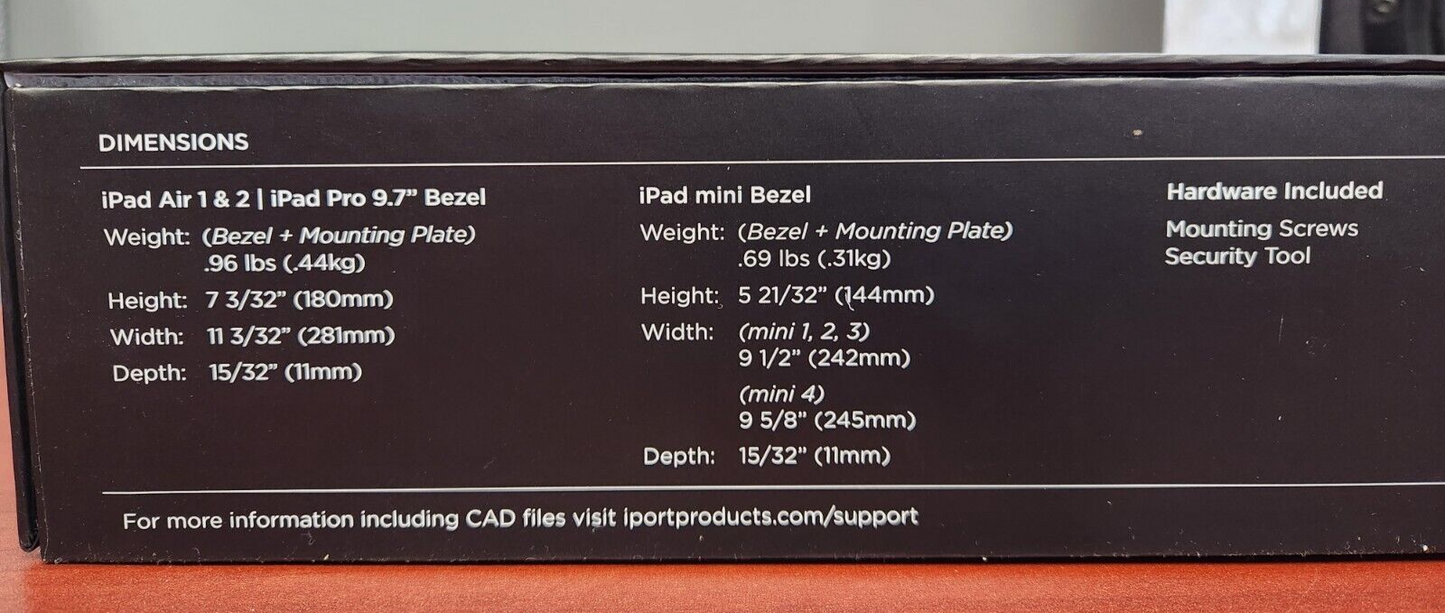 DIMENSIONS
iPad Air 1 & 2 | iPad Pro 9.7” Bezel
Weight: (Bezel + Mounting Plate)
.96 lbs (.44kg)
Height: 7 3/32” (180mm)
Width: 11 3/32” (281mm)
Depth: 15/32” (11mm)
iPad mini Bezel
Weight: (Bezel + Mounting Plate)
.69 lbs (.31kg)
Height: 5 21/32” (144mm)
Width: (mini 1, 2, 3)
9 1/2” (242mm)
(mini 4)
9 5/8” (245mm)
Depth: 15/32” (11mm)
Hardware Included
Mounting Screws
Security Tool
For more information including CAD files visit iportproducts.com/support